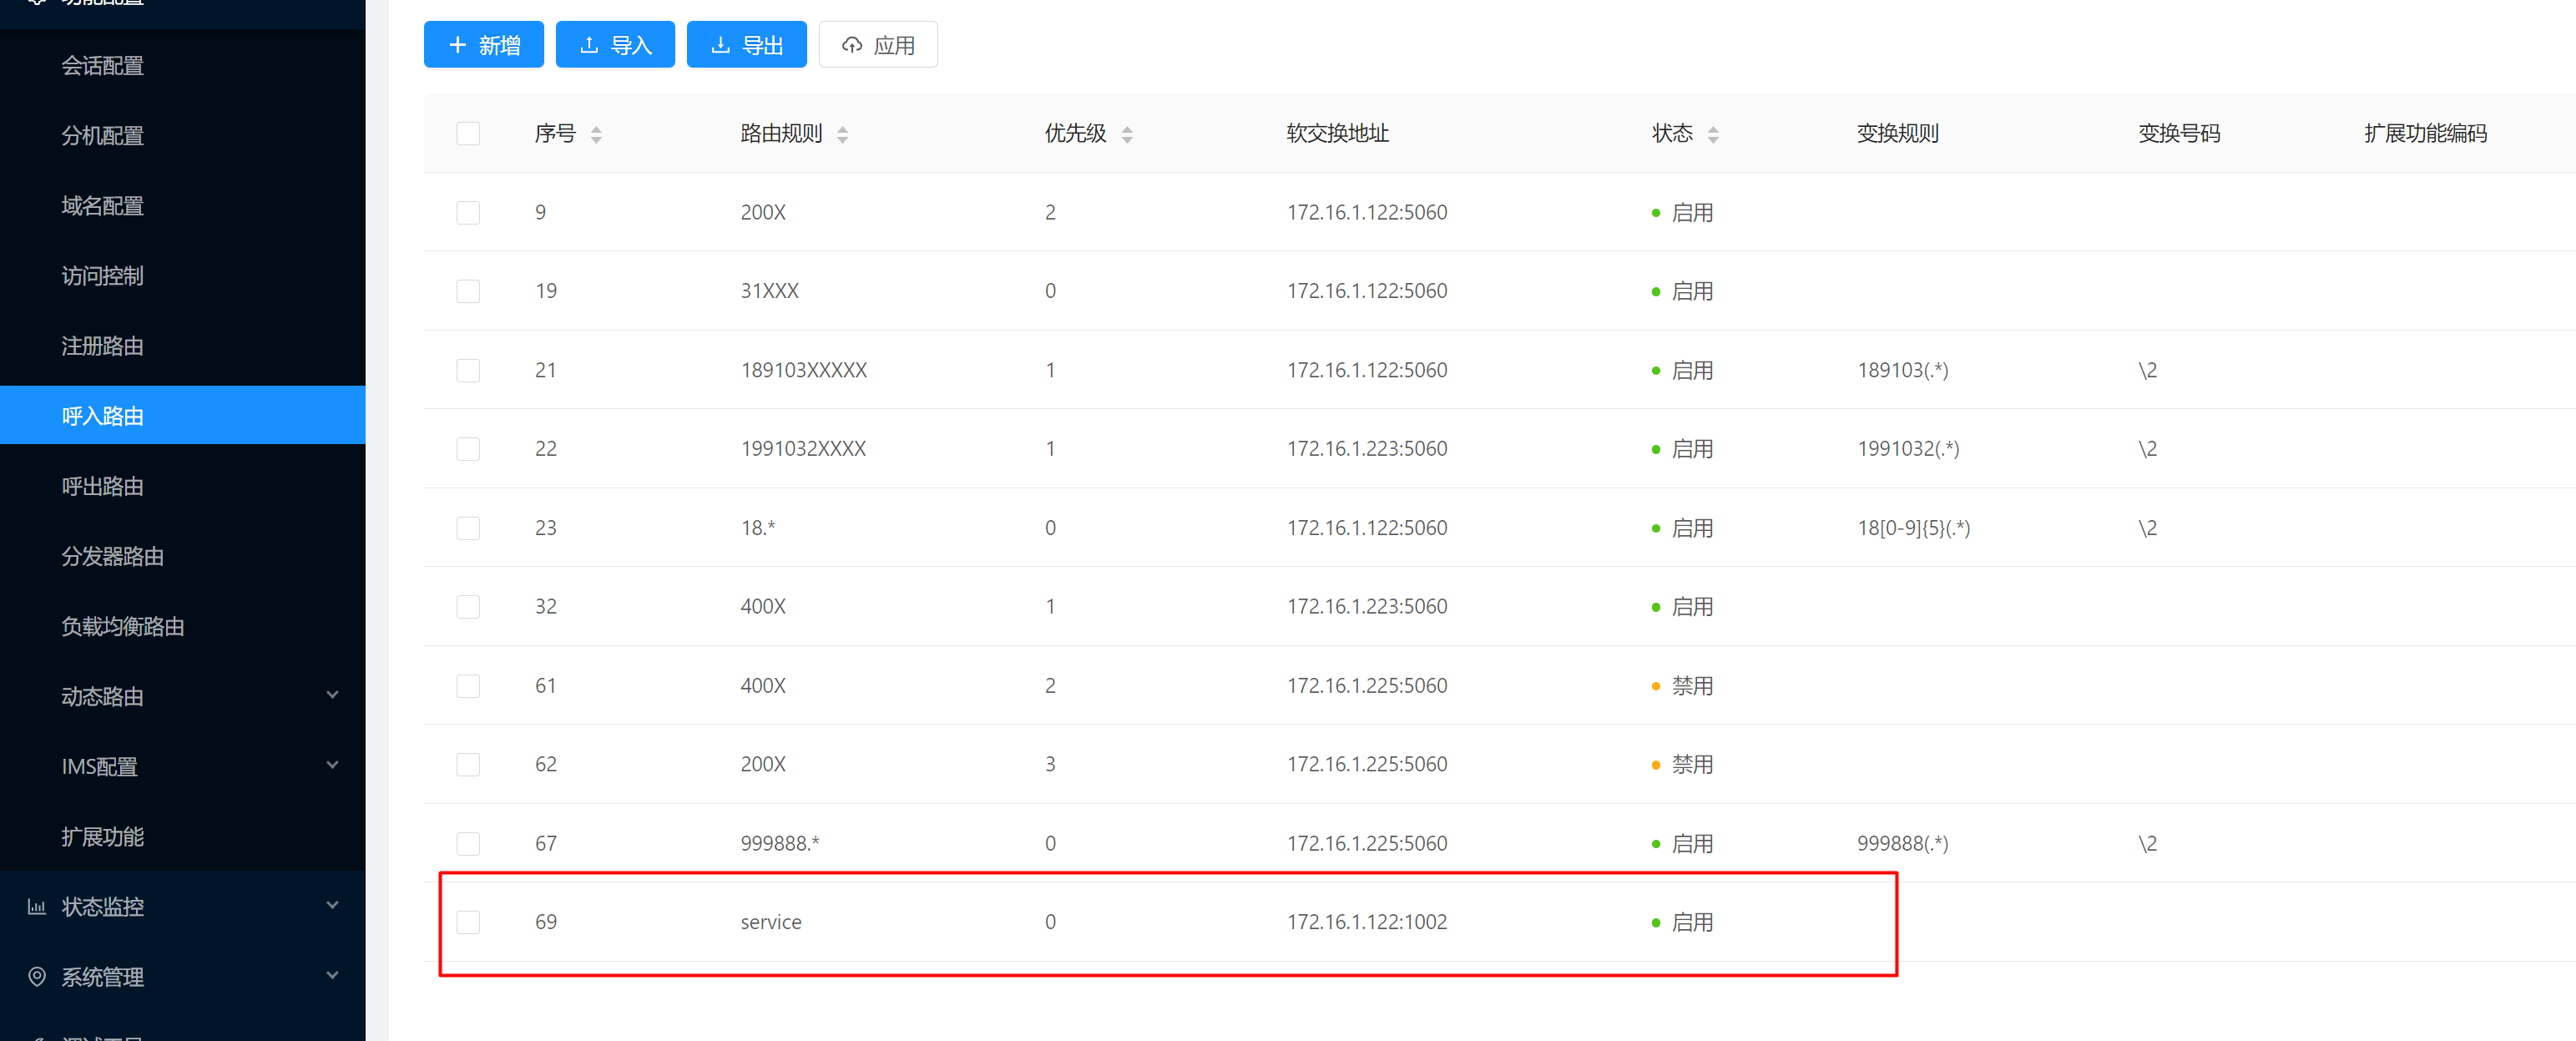 功能配置
会话配置
分机配置
域名配置
访问控制
注册路由
呼入路由
呼出路由
分发器路由
负载均衡路由
动态路由
IMS配置
扩展功能
状态监控
系统管理
新增 导入 导出 应用
序号 路由规则 优先级 软交换地址 状态 变换规则 变换号码 扩展功能编码
9 200X 2 172.16.1.122:5060 启用
19 31XXX 0 172.16.1.122:5060 启用
21 189103XXXXX 1 172.16.1.122:5060 启用 189103(.*) \2
22 1991032XXXX 1 172.16.1.223:5060 启用 1991032(.*) \2
23 18.* 0 172.16.1.122:5060 启用 18[0-9]{5}(.*) \2
32 400X 1 172.16.1.223:5060 启用
61 400X 2 172.16.1.225:5060 禁用
62 200X 3 172.16.1.225:5060 禁用
67 999888.* 0 172.16.1.225:5060 启用 999888(.*) \2
69 service 0 172.16.1.122:1002 启用